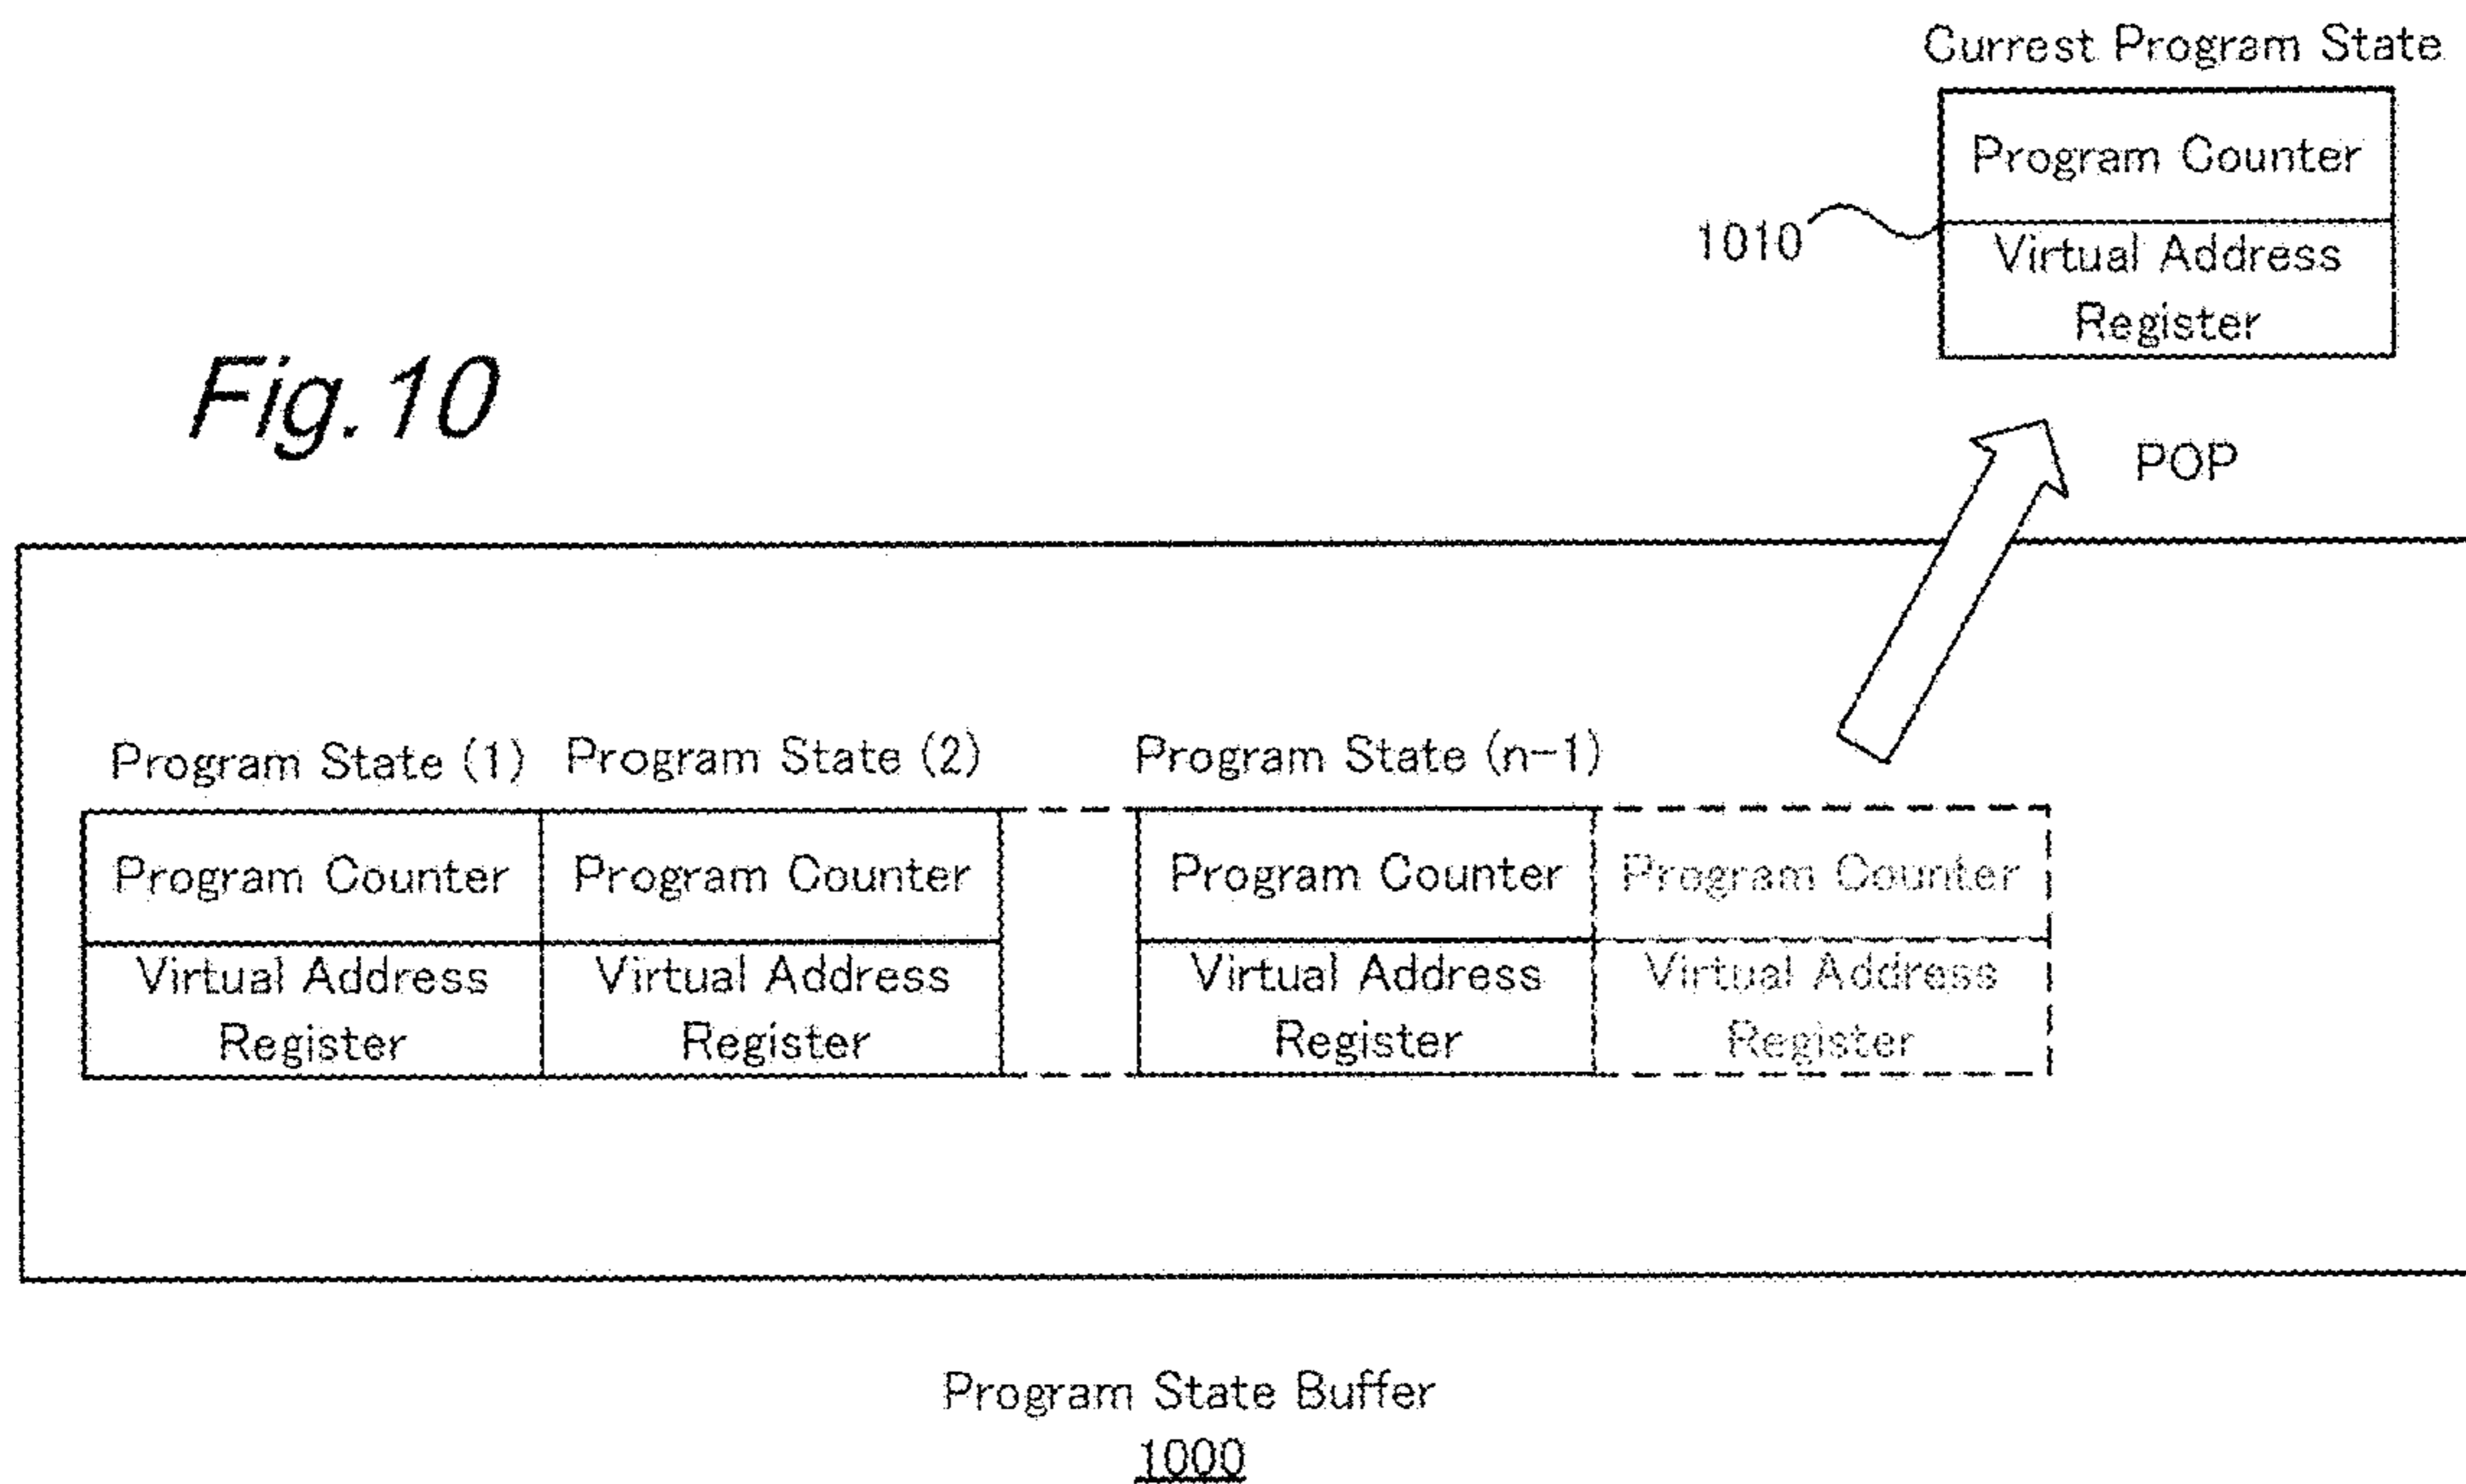 Currest Program State
Program Counter
1010
Virtual Address
Register
Fig.10
POP
Program State (1) Program State (2) Program State (n-1)
Program Counter Program Counter Program Counter Program Counter
Virtual Address Virtual Address Virtual Address Virtual Address
Register Register Register Register
Program State Buffer
1000